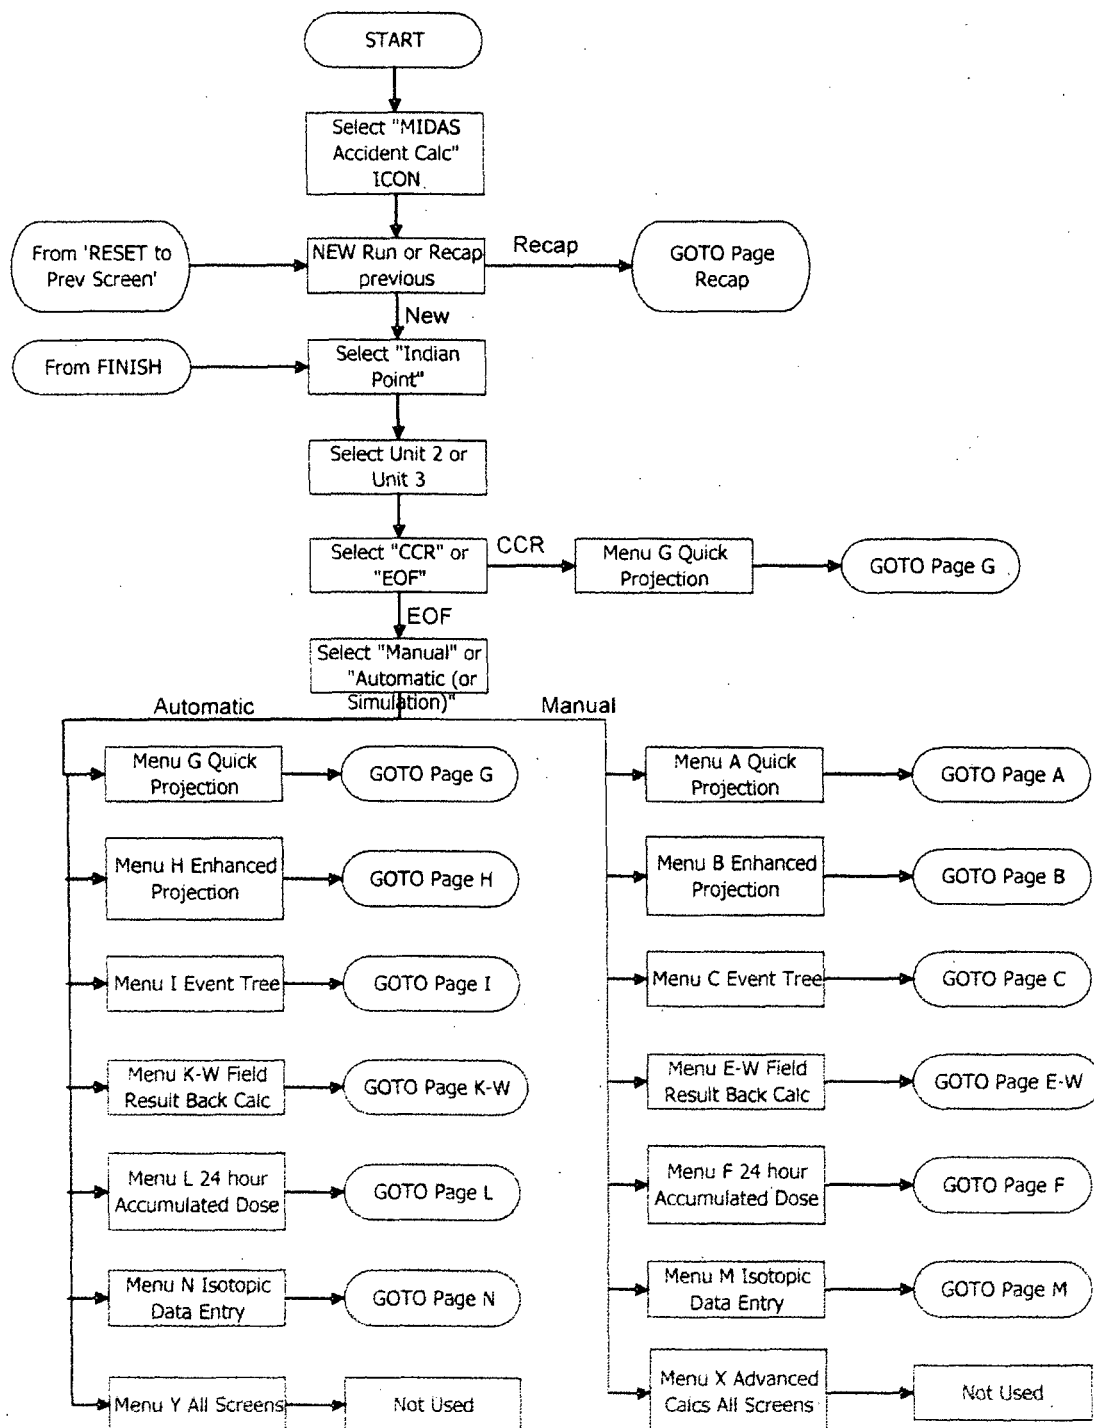 START
Select "MIDAS
Accident Calc"
ICON
From 'RESET to
Prev Screen'
NEW Run or Recap
previous
Recap
GOTO Page
Recap
New
From FINISH
Select "Indian
Point"
Select Unit 2 or
Unit 3
Select "CCR" or
"EOF"
CCR
Menu G Quick
Projection
GOTO Page G
EOF
Select "Manual" or
"Automatic (or
Simulation)"
Automatic
Manual
Menu G Quick
Projection
GOTO Page G
Menu A Quick
Projection
GOTO Page A
Menu H Enhanced
Projection
GOTO Page H
Menu B Enhanced
Projection
GOTO Page B
Menu I Event Tree
GOTO Page I
Menu C Event Tree
GOTO Page C
Menu K-W Field
Result Back Calc
GOTO Page K-W
Menu E-W Field
Result Back Calc
GOTO Page E-W
Menu L 24 hour
Accumulated Dose
GOTO Page L
Menu F 24 hour
Accumulated Dose
GOTO Page F
Menu N Isotopic
Data Entry
GOTO Page N
Menu M Isotopic
Data Entry
GOTO Page M
Menu Y All Screens
Not Used
Menu X Advanced
Calcs All Screens
Not Used